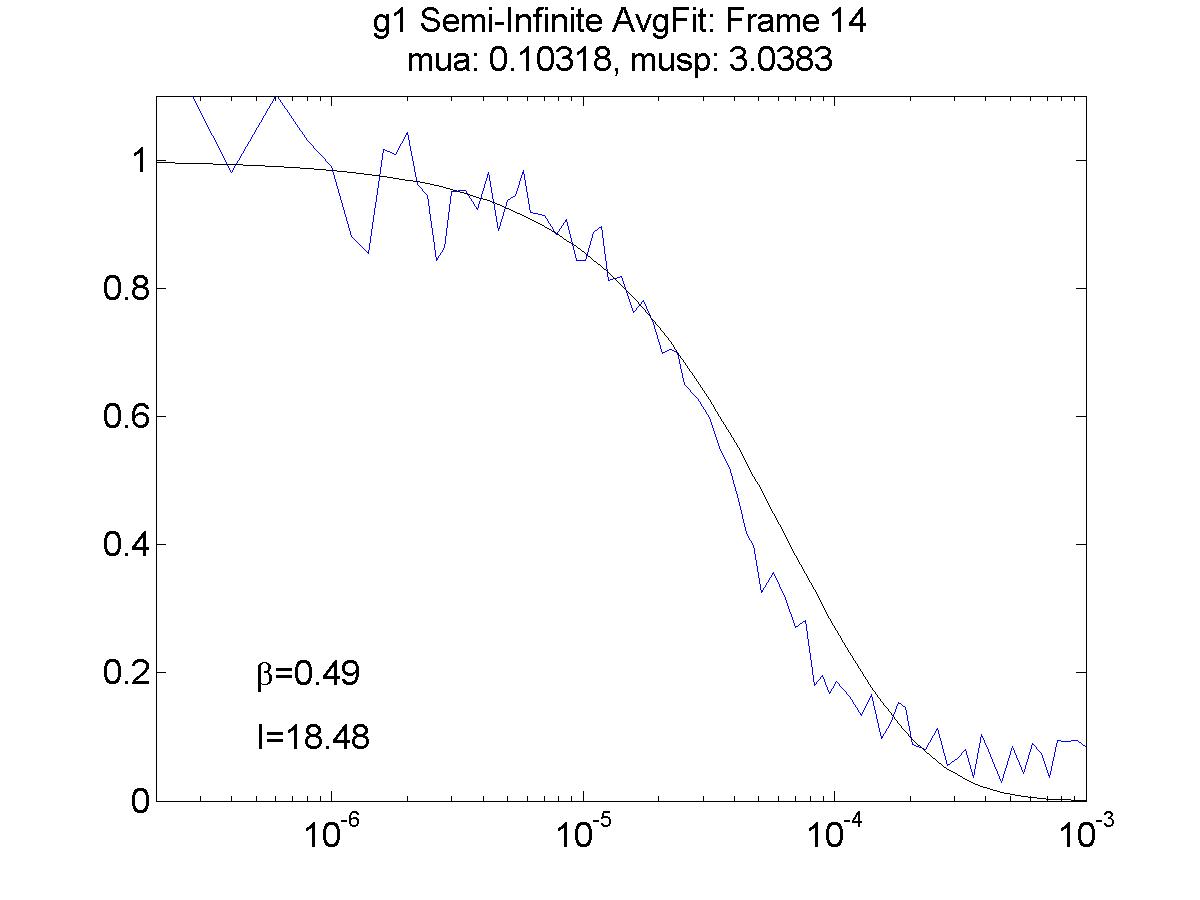 g1 Semi-Infinite AvgFit: Frame 14
mua: 0.10318, musp: 3.0383
1
0.8
0.6
0.4
0.2
0
β=0.49
I=18.48
10^-6
10^-5
10^-4
10^-3